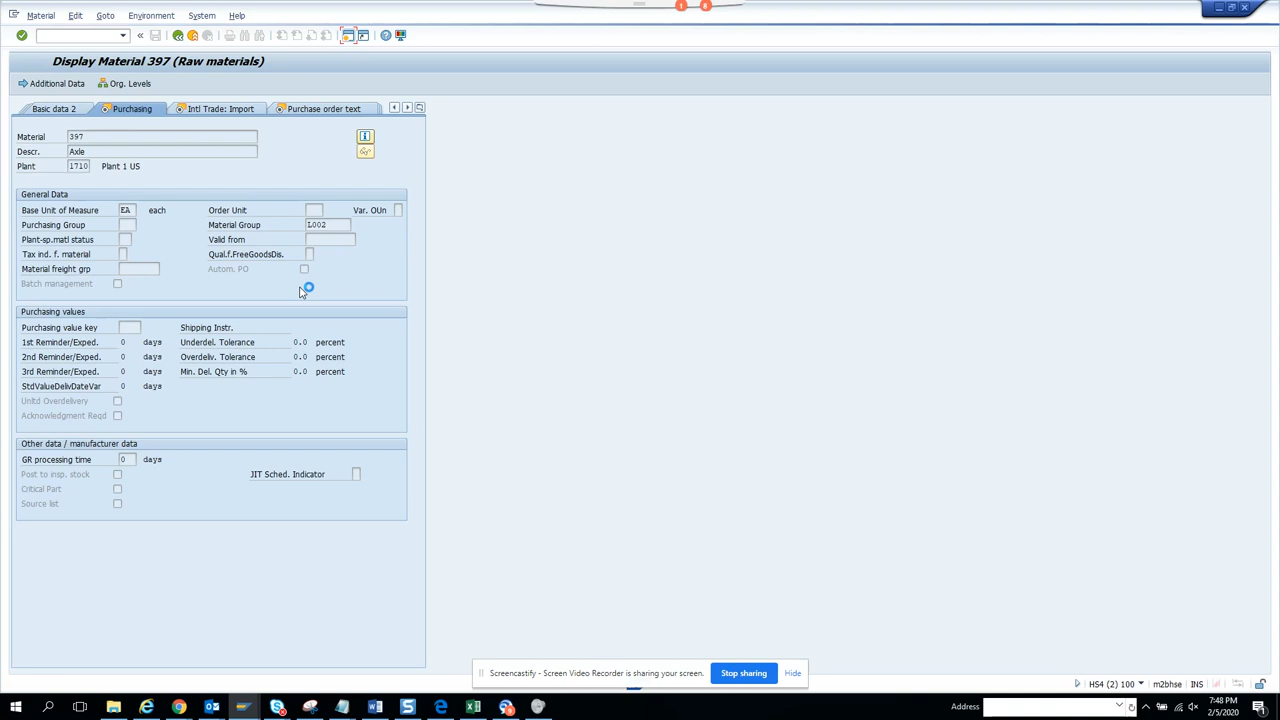 Material Edit Goto Environment System Help
1 8
Display Material 397 (Raw materials)
Additional Data Org. Levels
Basic data 2 Purchasing Intl Trade: Import Purchase order text
Material 397
Descr. Axle
Plant 1710 Plant 1 US
General Data
Base Unit of Measure EA each Order Unit Var. OUn
Purchasing Group Material Group L002
Plant-sp.matl status Valid from
Tax ind. f. material Qual.f.FreeGoodsDis.
Material freight grp Autom. PO
Batch management
Purchasing values
Purchasing value key Shipping Instr.
1st Reminder/Exped. 0 days Underdel. Tolerance 0.0 percent
2nd Reminder/Exped. 0 days Overdeliv. Tolerance 0.0 percent
3rd Reminder/Exped. 0 days Min. Del. Qty in % 0.0 percent
StdValueDelivDateVar 0 days
Unltd Overdelivery
Acknowledgment Reqd
Other data / manufacturer data
GR processing time 0 days
Post to insp. stock JIT Sched. Indicator
Critical Part
Source list
Screencastify - Screen Video Recorder is sharing your screen. Stop sharing Hide
HS4 (2) 100 m2bhse INS
Address 7:48 PM
2/5/2020